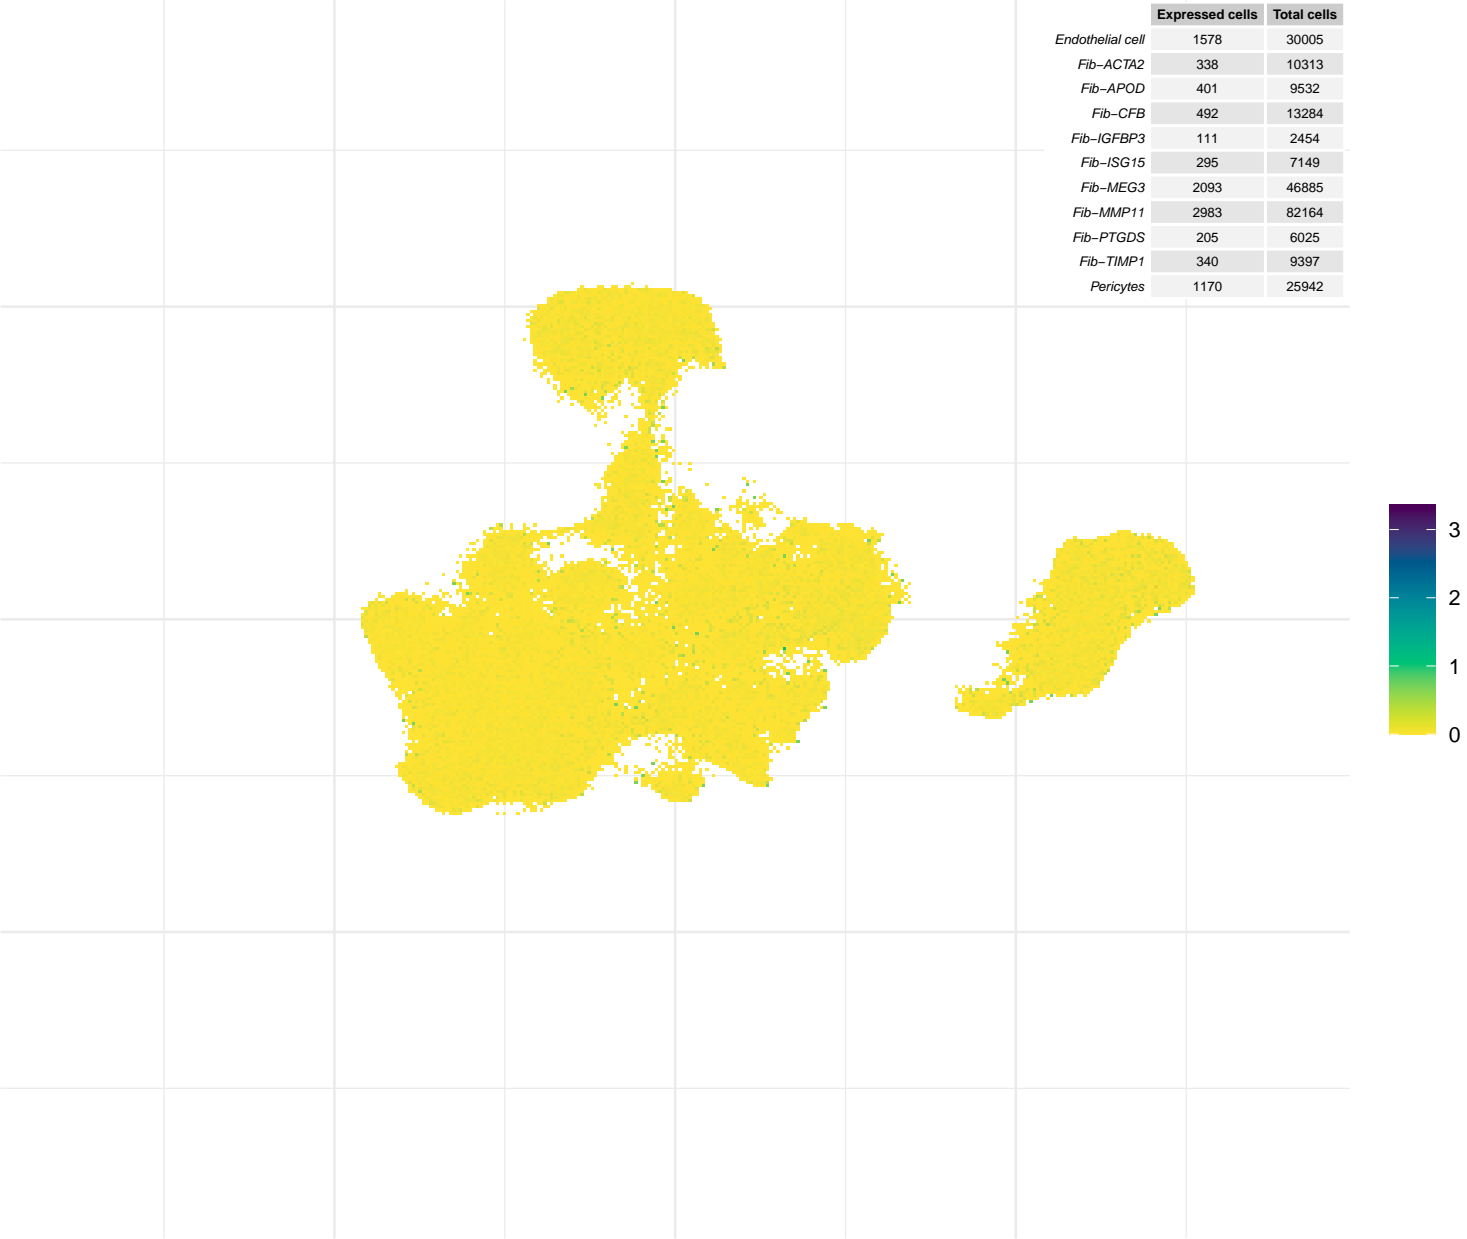 Expressed cells Total cells
Endothelial cell 1578 30005
Fib−ACTA2 338 10313
Fib−APOD 401 9532
Fib−CFB 492 13284
Fib−IGFBP3 111 2454
Fib−ISG15 295 7149
Fib−MEG3 2093 46885
Fib−MMP11 2983 82164
Fib−PTGDS 205 6025
Fib−TIMP1 340 9397
Pericytes 1170 25942
3
2
1
0